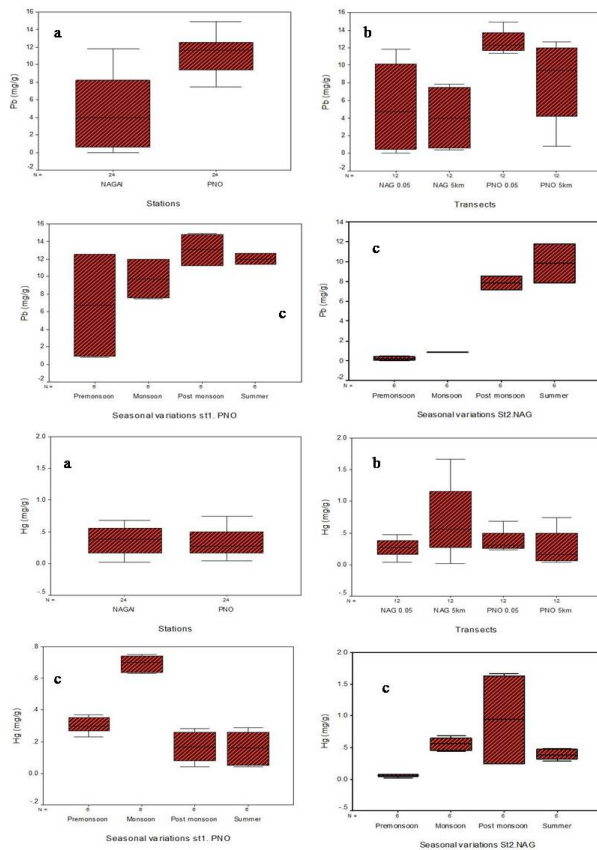 a
Pb (mg/g)
16
14
12
10
8
6
4
2
0
-2
N = 24 24
NAGAI PNO
Stations
b
Pb (mg/g)
16
14
12
10
8
6
4
2
0
-2
N = 12 12 12 12
NAG 0.05 NAG 5km PNO 0.05 PNO 5km
Transects
c
Pb (mg/g)
16
14
12
10
8
6
4
2
0
-2
N = 6 6 6 6
Premonsoon Monsoon Post monsoon Summer
Seasonal variations st1. PNO
c
Pb (mg/g)
14
12
10
8
6
4
2
0
-2
N = 6 6 6 6
Premonsoon Monsoon Post monsoon Summer
Seasonal variations St2.NAG
a
Hg (mg/g)
2.0
1.5
1.0
.5
0.0
-.5
N = 24 24
NAGAI PNO
Stations
b
Hg (mg/g)
2.0
1.5
1.0
.5
0.0
-.5
N = 12 12 12 12
NAG 0.05 NAG 5km PNO 0.05 PNO 5km
Transects
c
Hg (mg/g)
.8
.6
.4
.2
0.0
-.2
N = 6 6 6 6
Premonsoon Monsoon Post monsoon Summer
Seasonal variations st1. PNO
c
Hg (mg/g)
2.0
1.5
1.0
.5
0.0
-.5
N = 6 6 6 6
Premonsoon Monsoon Post monsoon Summer
Seasonal variations St2.NAG